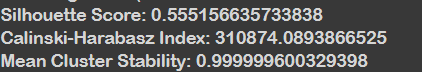 Silhouette Score: 0.555156635733838
Calinski-Harabasz Index: 310874.0893866525
Mean Cluster Stability: 0.999999600329398